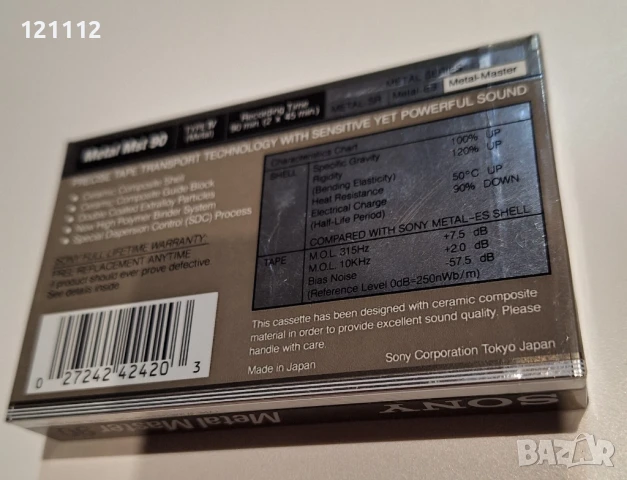 121112
Metal Mst 90
TYPE IV
(Metal)
Recording Time
90 min (2 × 45 min)
METAL SERIES
METAL-SR Metal-ES Metal-Master
PRECISE TAPE TRANSPORT TECHNOLOGY WITH SENSITIVE YET POWERFUL SOUND
• Ceramic Composite Shell
• Ceramic Composite Guide Block
• Double Coated Extralloy Particles
• New High Polymer Binder System
• Special Dispersion Control (SDC) Process
SONY FULL LIFETIME WARRANTY:
FREE REPLACEMENT ANYTIME
if product should ever prove defective.
See details inside.
0 27242 42420 3
Characteristics Chart
SHELL Specific Gravity 100% UP
Rigidity 120% UP
(Bending Elasticity)
Heat Resistance 50°C UP
Electrical Charge 90% DOWN
(Half-Life Period)
COMPARED WITH SONY METAL-ES SHELL
TAPE M.O.L. 315Hz +7.5 dB
M.O.L. 10KHz +2.0 dB
Bias Noise -57.5 dB
(Reference Level 0dB=250nWb/m)
This cassette has been designed with ceramic composite
material in order to provide excellent sound quality. Please
handle with care.
Made in Japan Sony Corporation Tokyo Japan
SONY
Metal Master 90
BAZAR